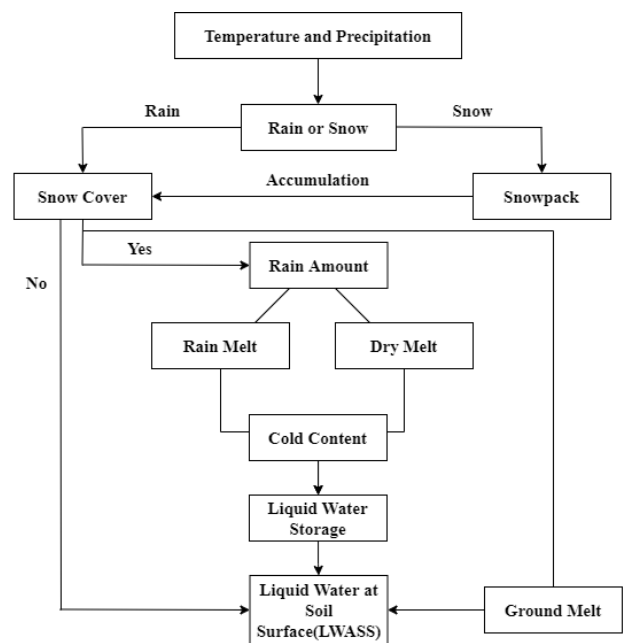 Temperature and Precipitation
Rain
Rain or Snow
Snow
Snow Cover
Accumulation
Snowpack
Yes
Rain Amount
No
Rain Melt
Dry Melt
Cold Content
Liquid Water
Storage
Liquid Water at
Soil
Surface(LWASS)
Ground Melt